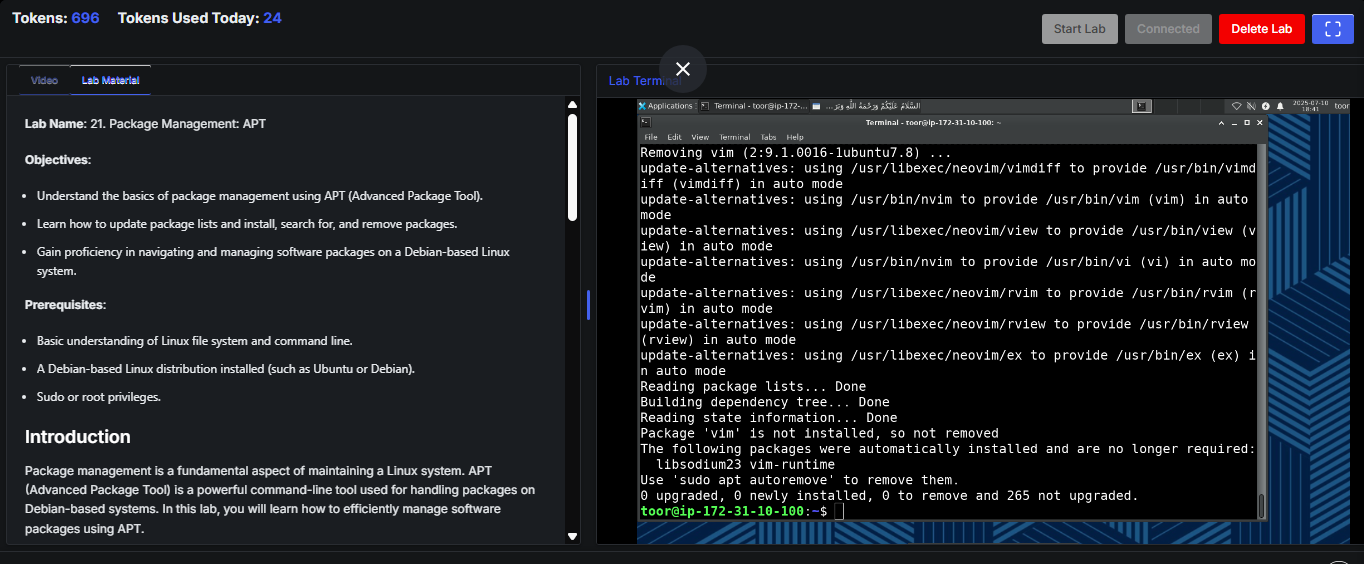 Tokens: 696 Tokens Used Today: 24
Start Lab
Connected
Delete Lab
Video
Lab Material
Lab Name: 21. Package Management: APT
Objectives:
• Understand the basics of package management using APT (Advanced Package Tool).
• Learn how to update package lists and install, search for, and remove packages.
• Gain proficiency in navigating and managing software packages on a Debian-based Linux
system.
Prerequisites:
• Basic understanding of Linux file system and command line.
• A Debian-based Linux distribution installed (such as Ubuntu or Debian).
• Sudo or root privileges.
Introduction
Package management is a fundamental aspect of maintaining a Linux system. APT
(Advanced Package Tool) is a powerful command-line tool used for handling packages on
Debian-based systems. In this lab, you will learn how to efficiently manage software
packages using APT.
Lab Terminal
Applications
Terminal - toor@ip-172-...
السَّلَامُ عَلَيْكُمْ وَرَحْمَةُ اللَّهِ وَبَرَ...
2025-07-10
18:41
toor
Terminal - toor@ip-172-31-10-100: ~
File Edit View Terminal Tabs Help
Removing vim (2:9.1.0016-1ubuntu7.8) ...
update-alternatives: using /usr/libexec/neovim/vimdiff to provide /usr/bin/vimd
iff (vimdiff) in auto mode
update-alternatives: using /usr/bin/nvim to provide /usr/bin/vim (vim) in auto
mode
update-alternatives: using /usr/libexec/neovim/view to provide /usr/bin/view (v
iew) in auto mode
update-alternatives: using /usr/bin/nvim to provide /usr/bin/vi (vi) in auto mo
de
update-alternatives: using /usr/libexec/neovim/rvim to provide /usr/bin/rvim (r
vim) in auto mode
update-alternatives: using /usr/libexec/neovim/rview to provide /usr/bin/rview
(rview) in auto mode
update-alternatives: using /usr/libexec/neovim/ex to provide /usr/bin/ex (ex) i
n auto mode
Reading package lists... Done
Building dependency tree... Done
Reading state information... Done
Package 'vim' is not installed, so not removed
The following packages were automatically installed and are no longer required:
libsodium23 vim-runtime
Use 'sudo apt autoremove' to remove them.
0 upgraded, 0 newly installed, 0 to remove and 265 not upgraded.
toor@ip-172-31-10-100:~$